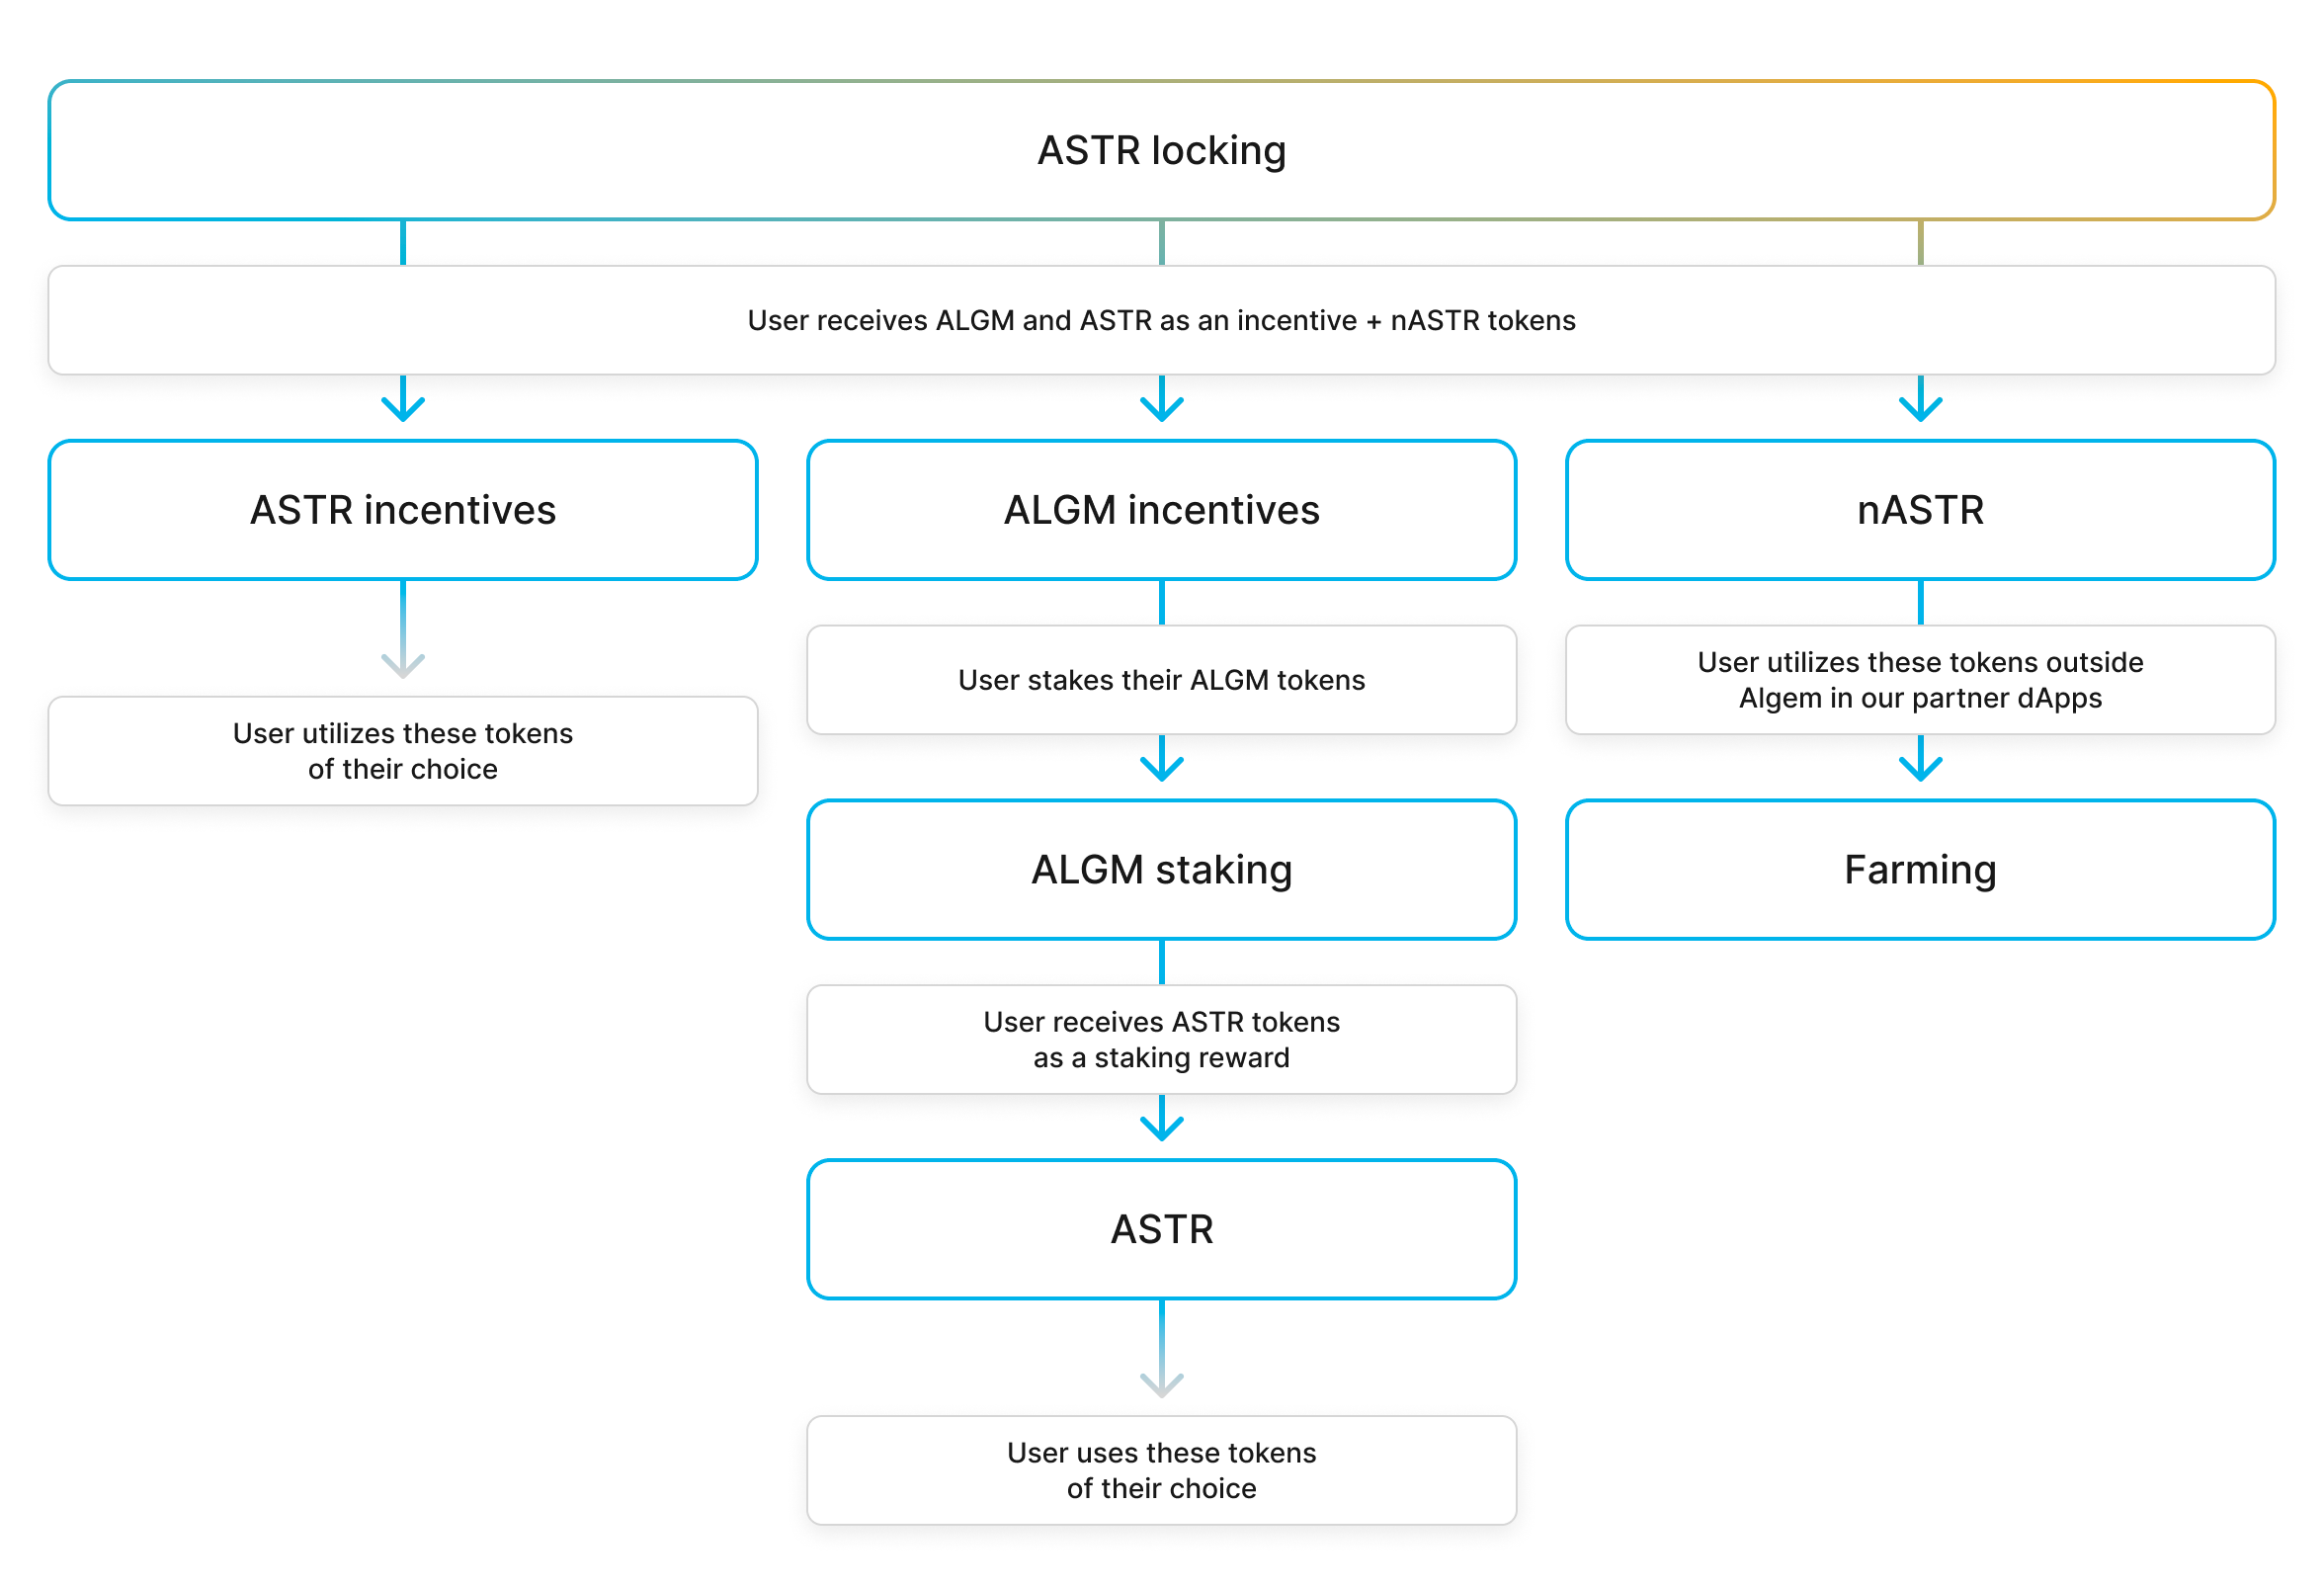 ASTR locking
User receives ALGM and ASTR as an incentive + nASTR tokens
ASTR incentives
ALGM incentives
nASTR
User utilizes these tokens
of their choice
User stakes their ALGM tokens
User utilizes these tokens outside
Algem in our partner dApps
ALGM staking
Farming
User receives ASTR tokens
as a staking reward
ASTR
User uses these tokens
of their choice